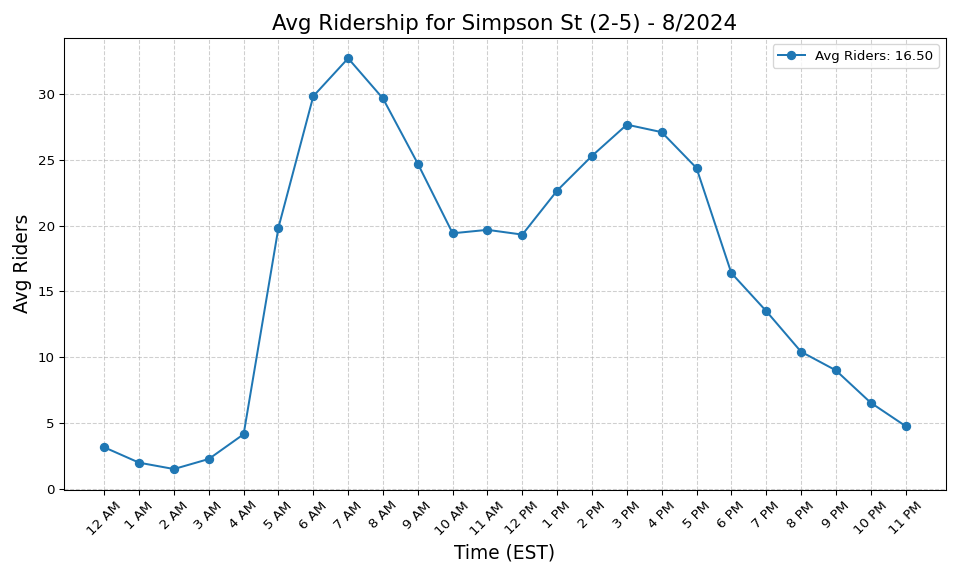 Avg Ridership for Simpson St (2-5) - 8/2024
Avg Riders: 16.50
Avg Riders
30
25
20
15
10
5
0
12 AM
1 AM
2 AM
3 AM
4 AM
5 AM
6 AM
7 AM
8 AM
9 AM
10 AM
11 AM
12 PM
1 PM
2 PM
3 PM
4 PM
5 PM
6 PM
7 PM
8 PM
9 PM
10 PM
11 PM
Time (EST)